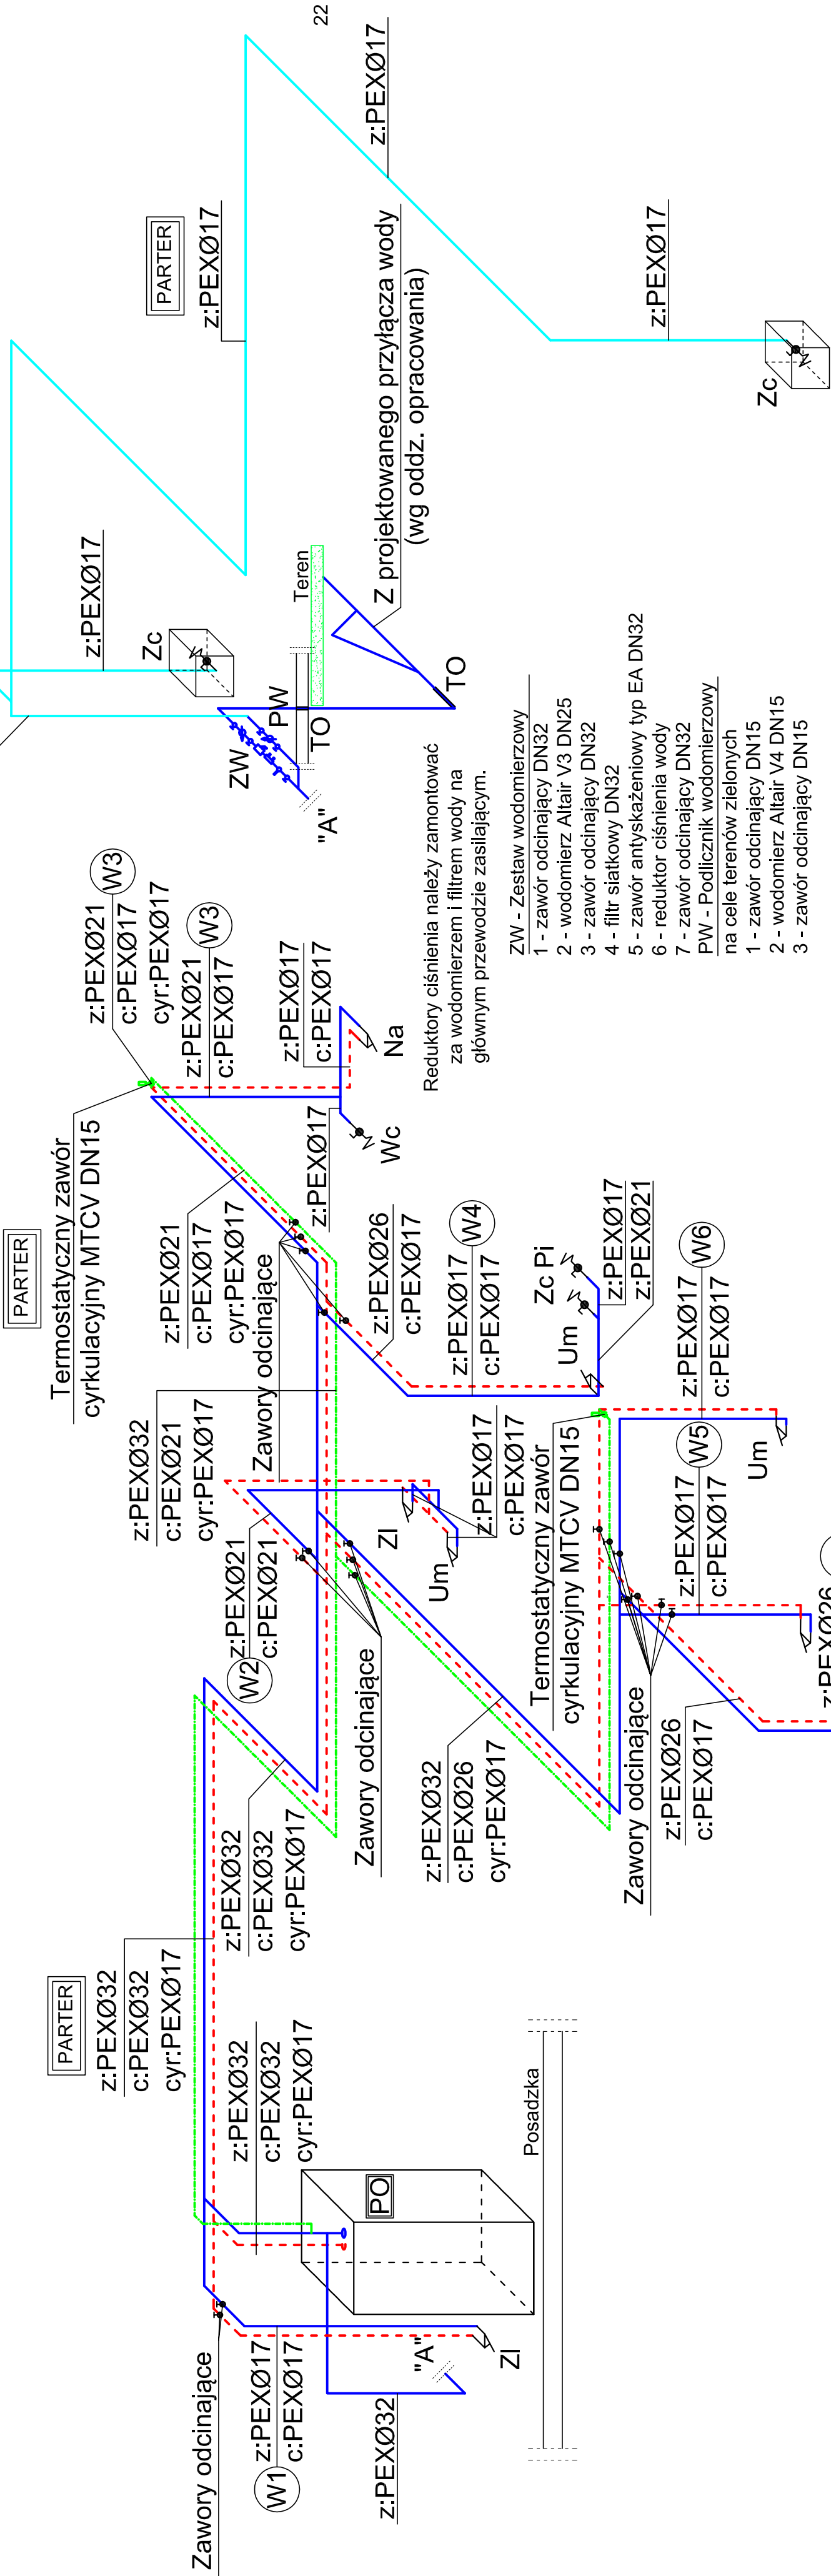 Zawory odcinające
W1
z:PEXØ17
c:PEXØ17
z:PEXØ32
"A"
Zl
PARTER
z:PEXØ32
c:PEXØ32
cyr:PEXØ17
z:PEXØ32
c:PEXØ32
cyr:PEXØ17
PO
Posadzka
z:PEXØ32
c:PEXØ32
cyr:PEXØ17
Zawory odcinające
W2
z:PEXØ21
c:PEXØ21
z:PEXØ32
c:PEXØ21
cyr:PEXØ17
Zawory odcinające
Zl
Um
z:PEXØ17
c:PEXØ17
z:PEXØ32
c:PEXØ26
cyr:PEXØ17
Termostatyczny zawór
cyrkulacyjny MTCV DN15
Zawory odcinające
z:PEXØ26
c:PEXØ17
z:PEXØ17
c:PEXØ17
W5
z:PEXØ17
c:PEXØ17
W6
Um
PARTER
Termostatyczny zawór
cyrkulacyjny MTCV DN15
z:PEXØ21
c:PEXØ17
cyr:PEXØ17
z:PEXØ21
c:PEXØ17
cyr:PEXØ17
W3
z:PEXØ21
c:PEXØ17
W3
z:PEXØ17
c:PEXØ17
z:PEXØ17
Wc
Na
z:PEXØ26
c:PEXØ17
z:PEXØ17
c:PEXØ17
W4
Um
Zc Pi
z:PEXØ17
z:PEXØ21
Reduktory ciśnienia należy zamontować
za wodomierzem i filtrem wody na
głównym przewodzie zasilającym.
ZW - Zestaw wodomierzowy
1 - zawór odcinający DN32
2 - wodomierz Altair V3 DN25
3 - zawór odcinający DN32
4 - filtr siatkowy DN32
5 - zawór antyskażeniowy typ EA DN32
6 - reduktor ciśnienia wody
7 - zawór odcinający DN32
PW - Podlicznik wodomierzowy
na cele terenów zielonych
1 - zawór odcinający DN15
2 - wodomierz Altair V4 DN15
3 - zawór odcinający DN15
"A"
ZW
PW
TO
TO
Teren
Z projektowanego przyłącza wody
(wg oddz. opracowania)
z:PEXØ17
Zc
PARTER
z:PEXØ17
z:PEXØ17
z:PEXØ17
Zc
22